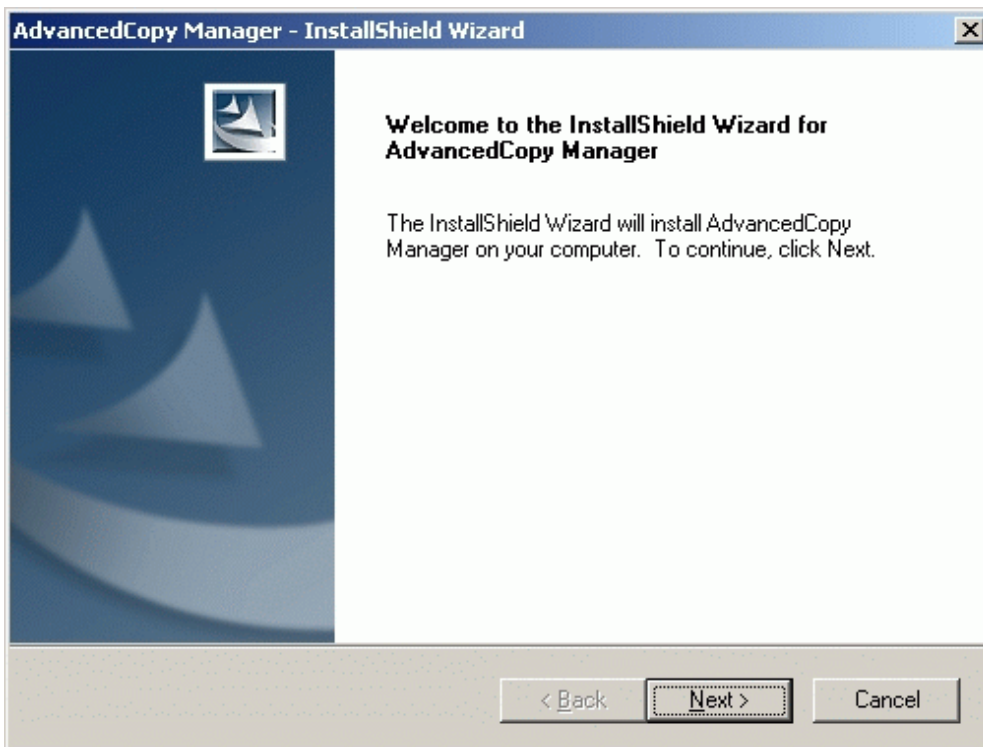 AdvancedCopy Manager - InstallShield Wizard
Welcome to the InstallShield Wizard for
AdvancedCopy Manager
The InstallShield Wizard will install AdvancedCopy
Manager on your computer.  To continue, click Next.
< Back
Next >
Cancel